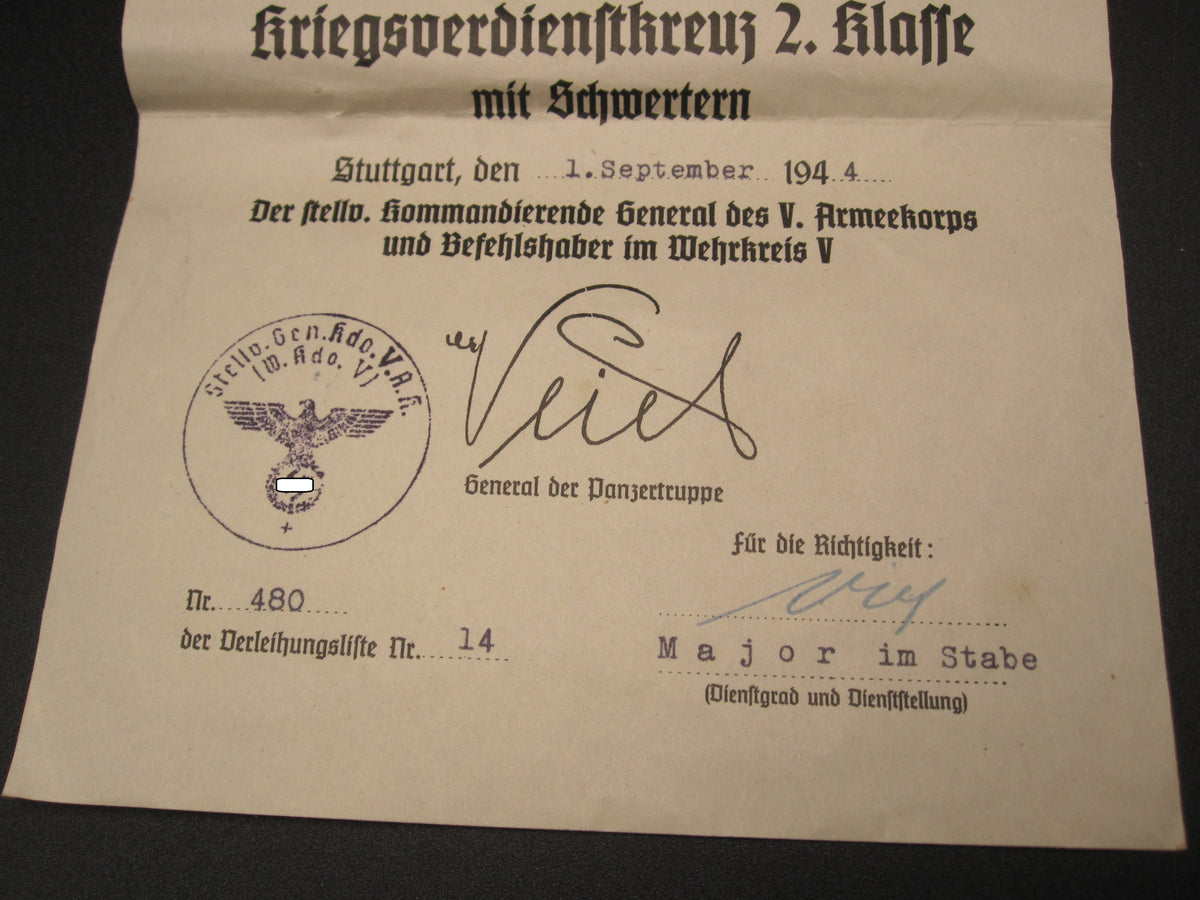 Kriegsverdienstkreuz 2. Klasse
mit Schwertern
Stuttgart, den 1. September 1944
Der stellv. Kommandierende General des V. Armeekorps
und Befehlshaber im Wehrkreis V
Stellv. Gen. Kdo. V. A. K.
(W. Kdo. V)
Veiel
General der Panzertruppe
Für die Richtigkeit:
Nr. 480
der Verleihungsliste Nr. 14
Major im Stabe
(Dienstgrad und Dienststellung)